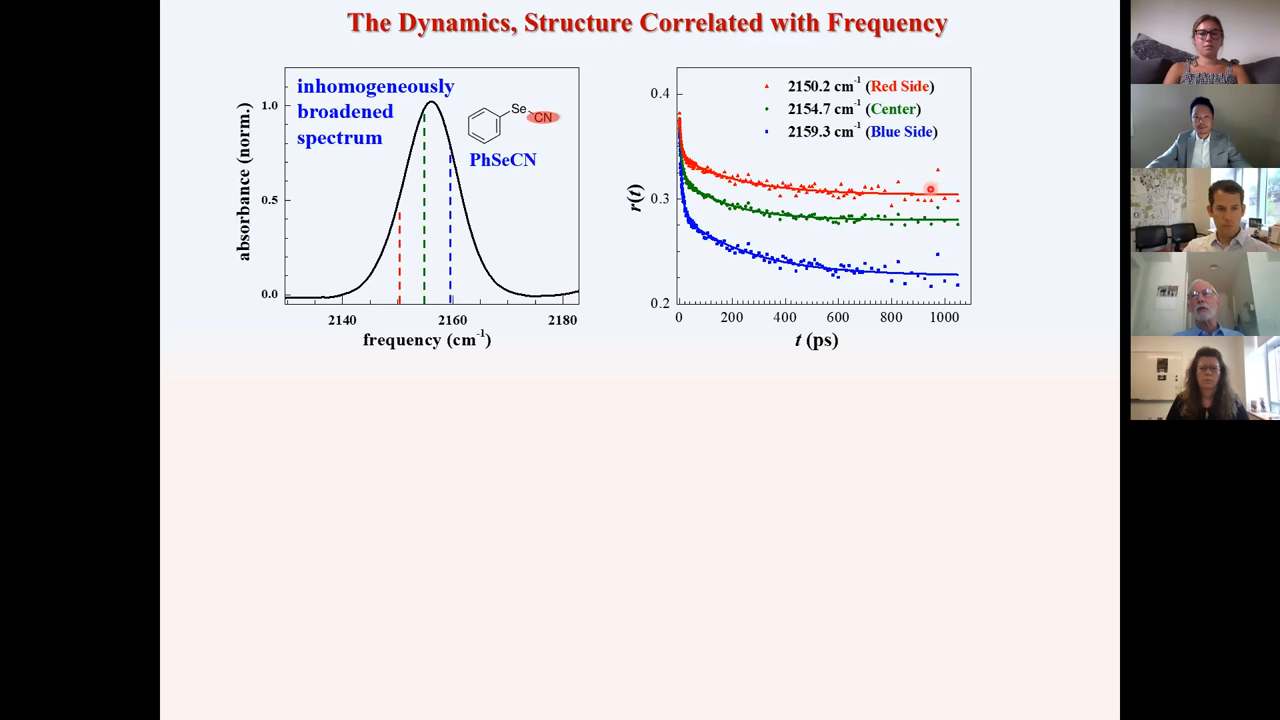 The Dynamics, Structure Correlated with Frequency
inhomogeneously
broadened
spectrum
Se
CN
PhSeCN
absorbance (norm.)
1.0
0.5
0.0
2140
2160
2180
frequency (cm⁻¹)
2150.2 cm⁻¹ (Red Side)
2154.7 cm⁻¹ (Center)
2159.3 cm⁻¹ (Blue Side)
r(t)
0.4
0.3
0.2
0
200
400
600
800
1000
t (ps)